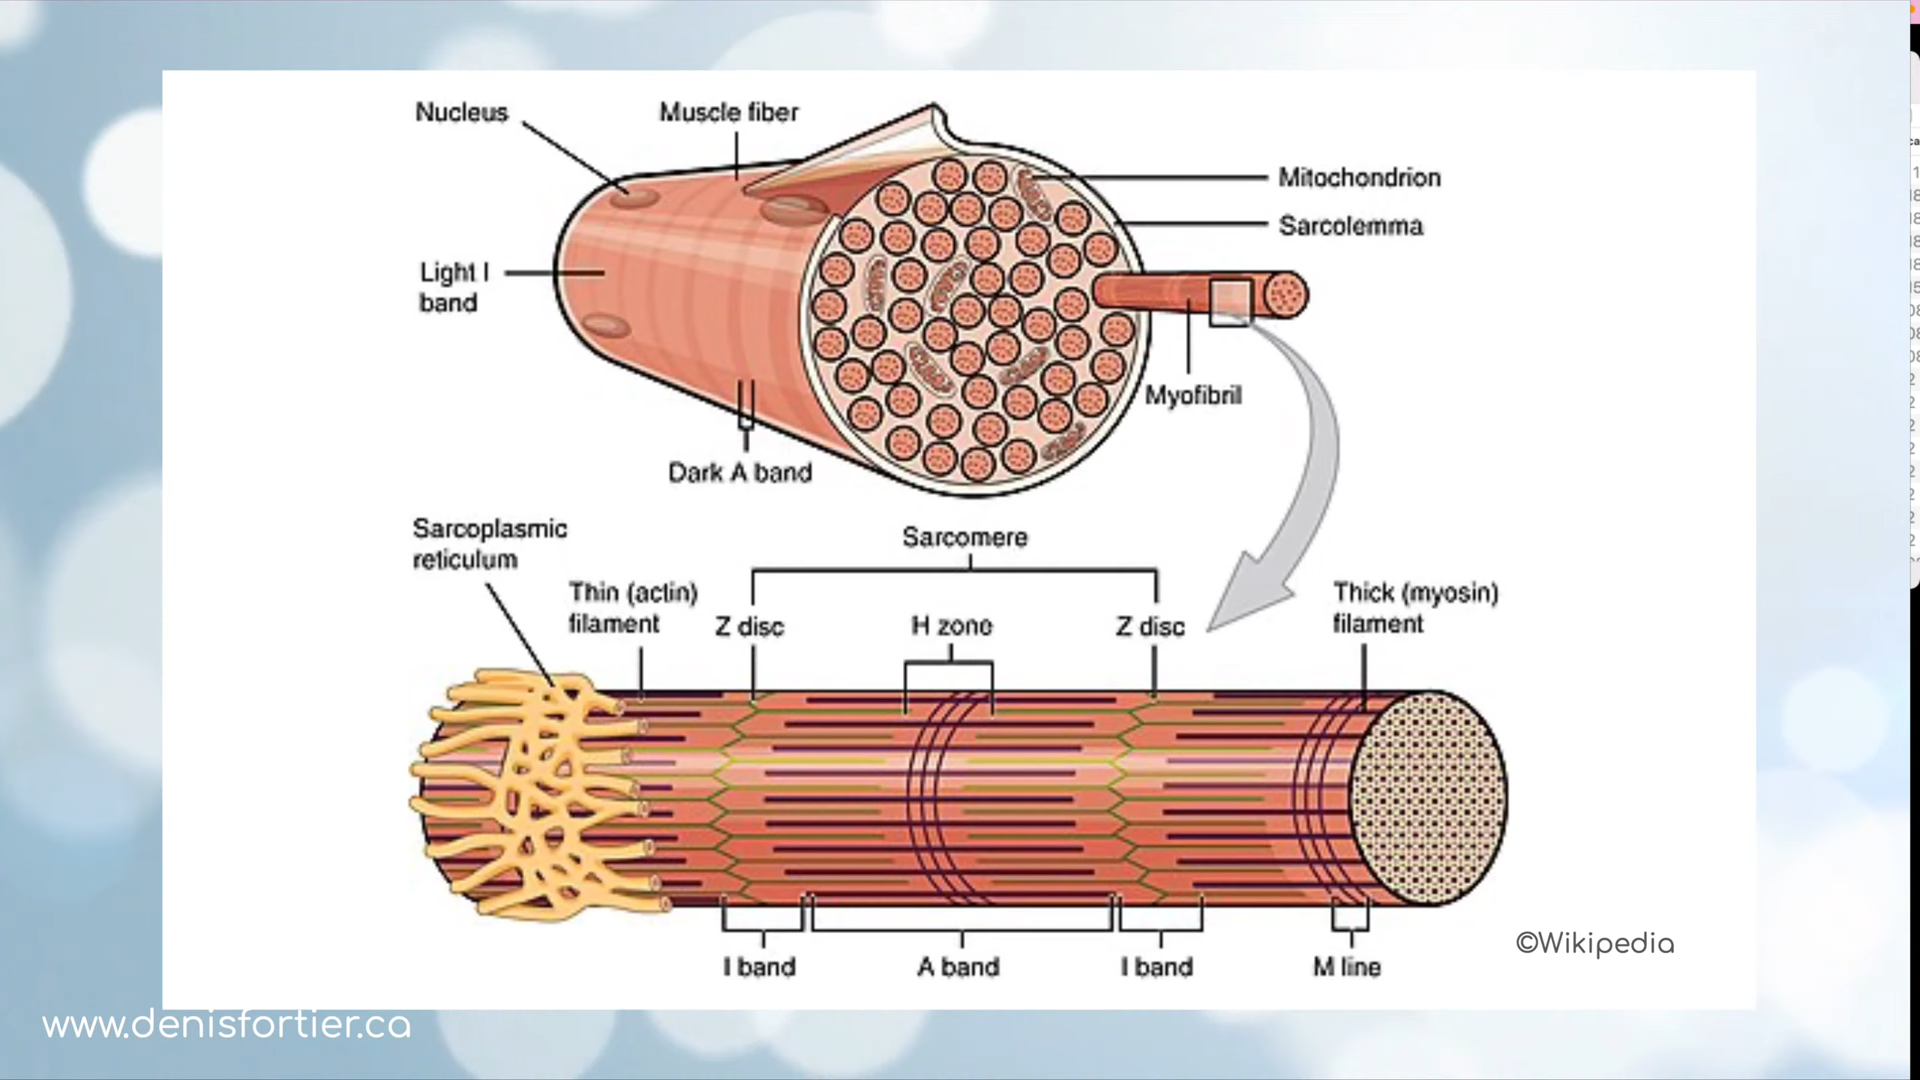 Nucleus
Muscle fiber
Mitochondrion
Sarcolemma
Light I
band
Myofibril
Dark A band
Sarcoplasmic
reticulum
Sarcomere
Thin (actin)
filament
Z disc
H zone
Z disc
Thick (myosin)
filament
I band
A band
I band
M line
©Wikipedia
www.denisfortier.ca